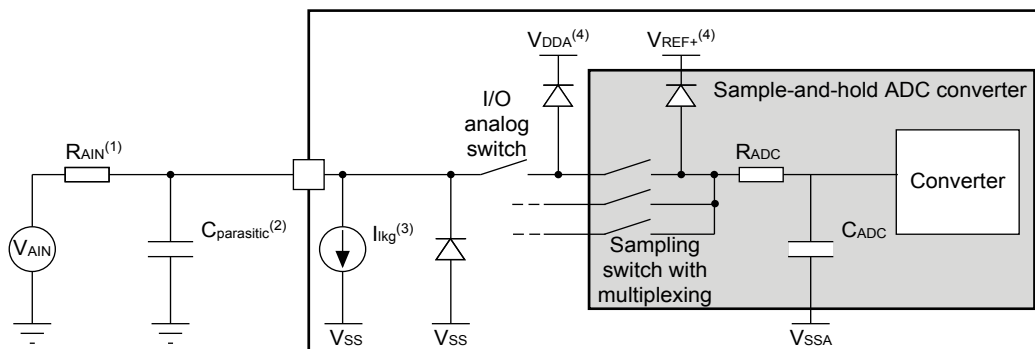 VDDA(4)
VREF+(4)
Sample-and-hold ADC converter
I/O
analog
switch
RAIN(1)
RADC
Converter
VAIN
Cparasitic(2)
Ilkg(3)
CADC
Sampling
switch with
multiplexing
VSS
VSS
VSSA